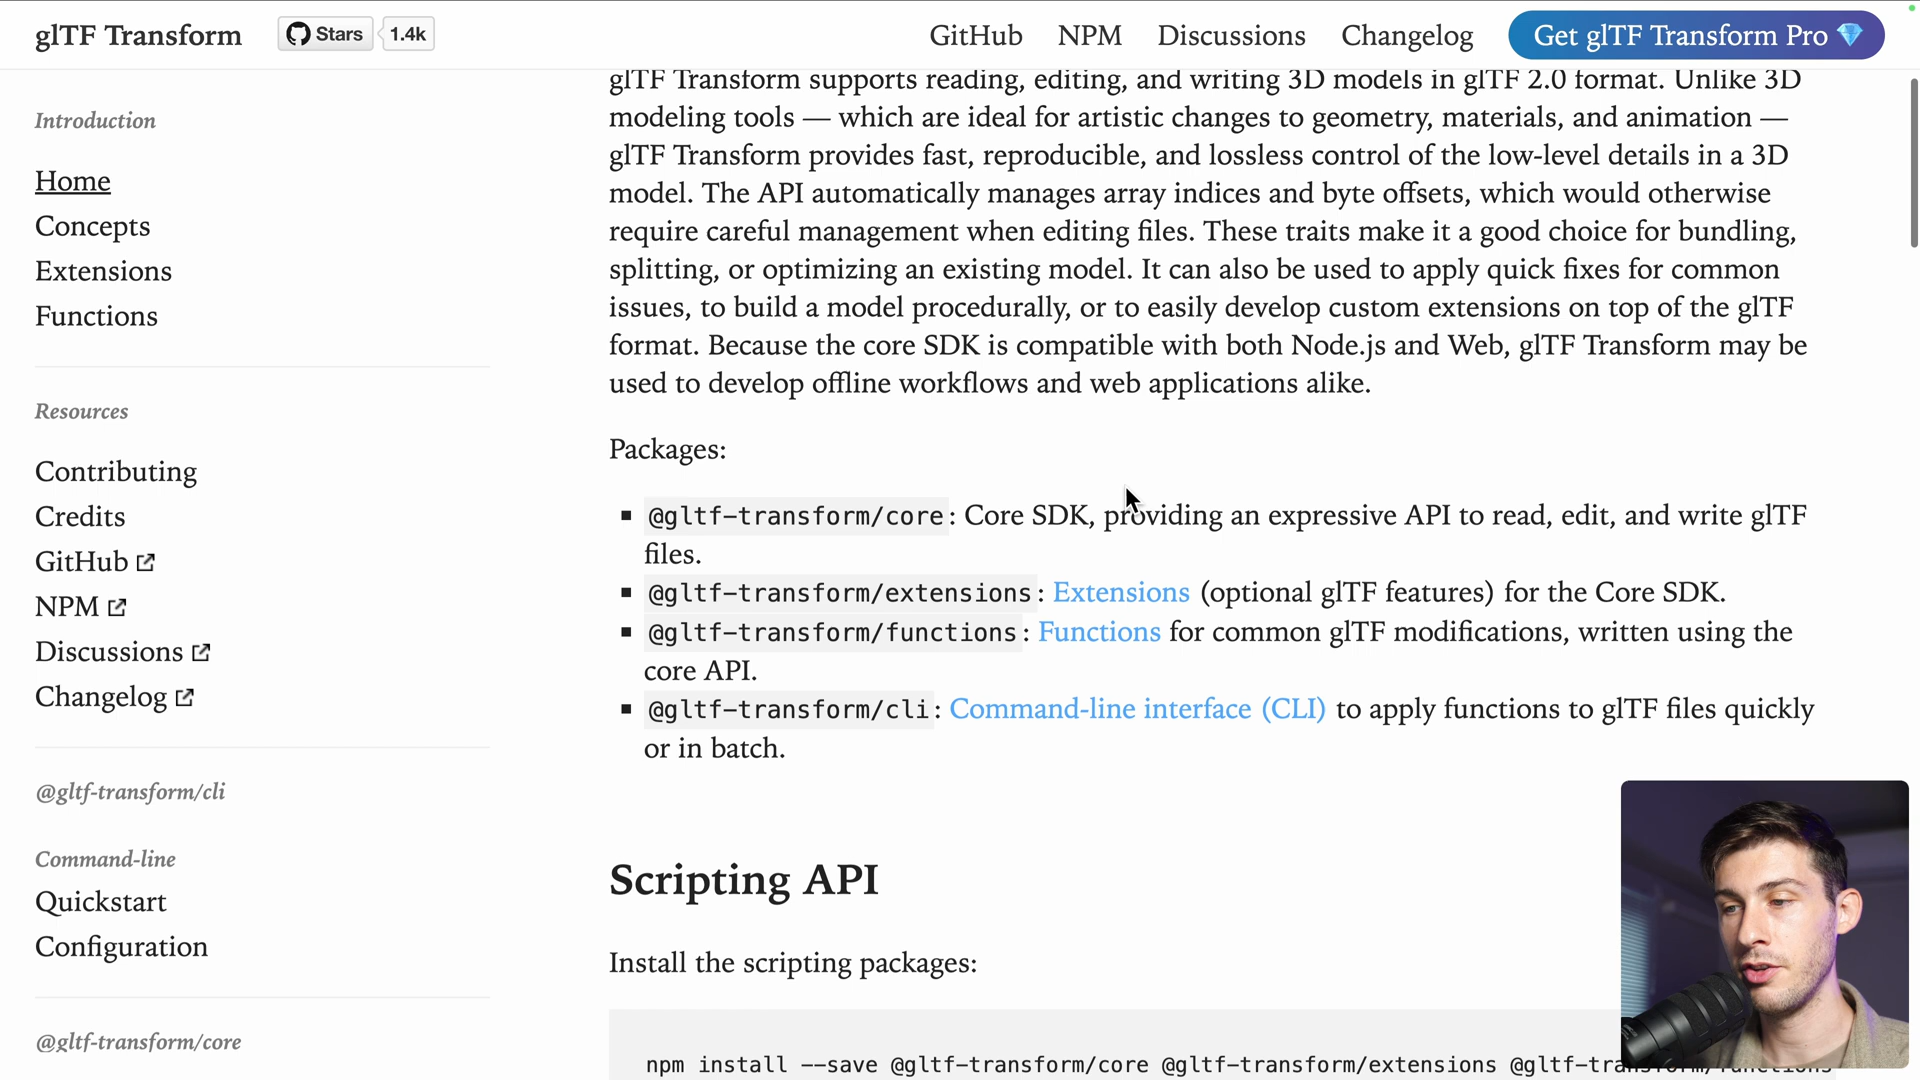 glTF Transform
Stars
1.4k
GitHub
NPM
Discussions
Changelog
Get glTF Transform Pro 💎
Introduction
Home
Concepts
Extensions
Functions
Resources
Contributing
Credits
GitHub
NPM
Discussions
Changelog
@gltf-transform/cli
Command-line
Quickstart
Configuration
@gltf-transform/core
glTF Transform supports reading, editing, and writing 3D models in glTF 2.0 format. Unlike 3D
modeling tools — which are ideal for artistic changes to geometry, materials, and animation —
glTF Transform provides fast, reproducible, and lossless control of the low-level details in a 3D
model. The API automatically manages array indices and byte offsets, which would otherwise
require careful management when editing files. These traits make it a good choice for bundling,
splitting, or optimizing an existing model. It can also be used to apply quick fixes for common
issues, to build a model procedurally, or to easily develop custom extensions on top of the glTF
format. Because the core SDK is compatible with both Node.js and Web, glTF Transform may be
used to develop offline workflows and web applications alike.
Packages:
▪ @gltf-transform/core: Core SDK, providing an expressive API to read, edit, and write glTF
files.
▪ @gltf-transform/extensions: Extensions (optional glTF features) for the Core SDK.
▪ @gltf-transform/functions: Functions for common glTF modifications, written using the
core API.
▪ @gltf-transform/cli: Command-line interface (CLI) to apply functions to glTF files quickly
or in batch.
Scripting API
Install the scripting packages:
npm install --save @gltf-transform/core @gltf-transform/extensions @gltf-transform/functions